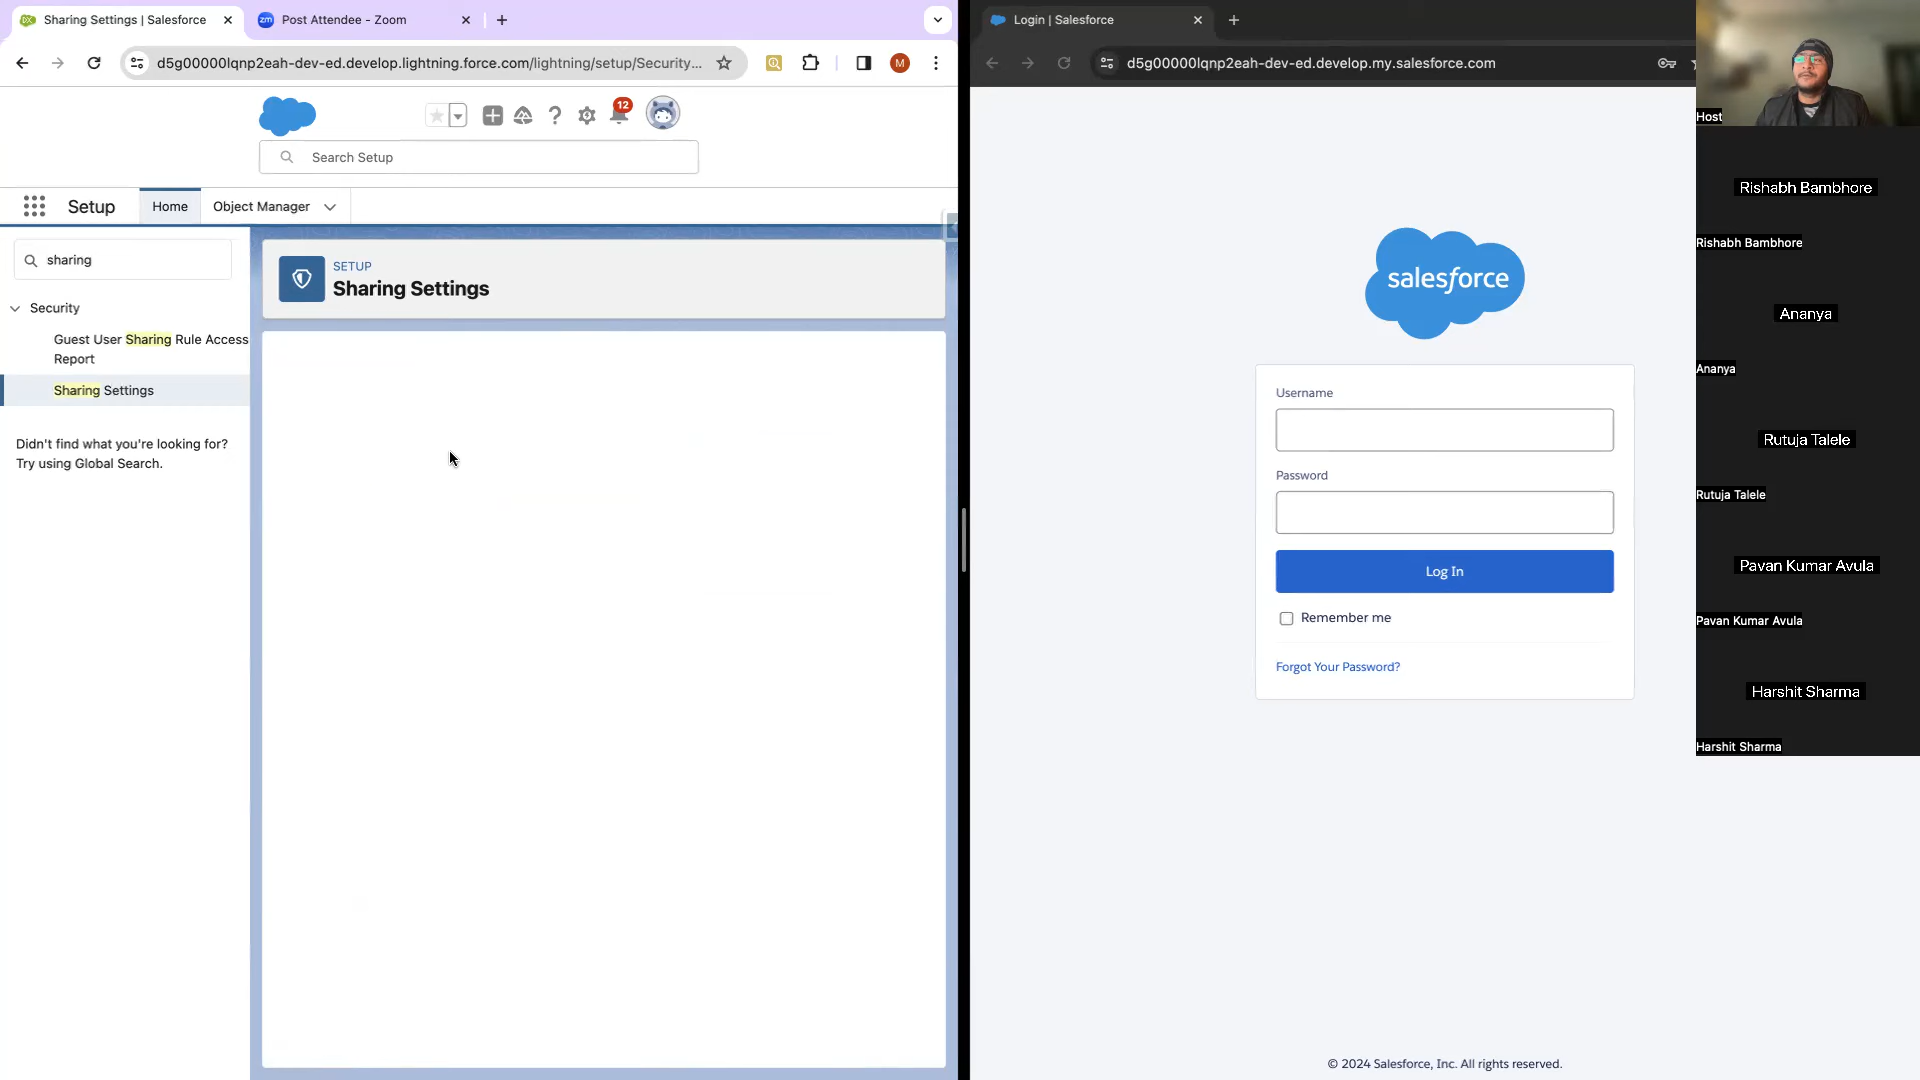 Sharing Settings | Salesforce
zm Post Attendee - Zoom
d5g00000lqnp2eah-dev-ed.develop.lightning.force.com/lightning/setup/Security...
M
12
Search Setup
Setup
Home
Object Manager
sharing
Security
Guest User Sharing Rule Access
Report
Sharing Settings
Didn't find what you're looking for?
Try using Global Search.
SETUP
Sharing Settings
Login | Salesforce
d5g00000lqnp2eah-dev-ed.develop.my.salesforce.com
salesforce
Username
Password
Log In
Remember me
Forgot Your Password?
© 2024 Salesforce, Inc. All rights reserved.
Host
Rishabh Bambhore
Rishabh Bambhore
Ananya
Ananya
Rutuja Talele
Rutuja Talele
Pavan Kumar Avula
Pavan Kumar Avula
Harshit Sharma
Harshit Sharma